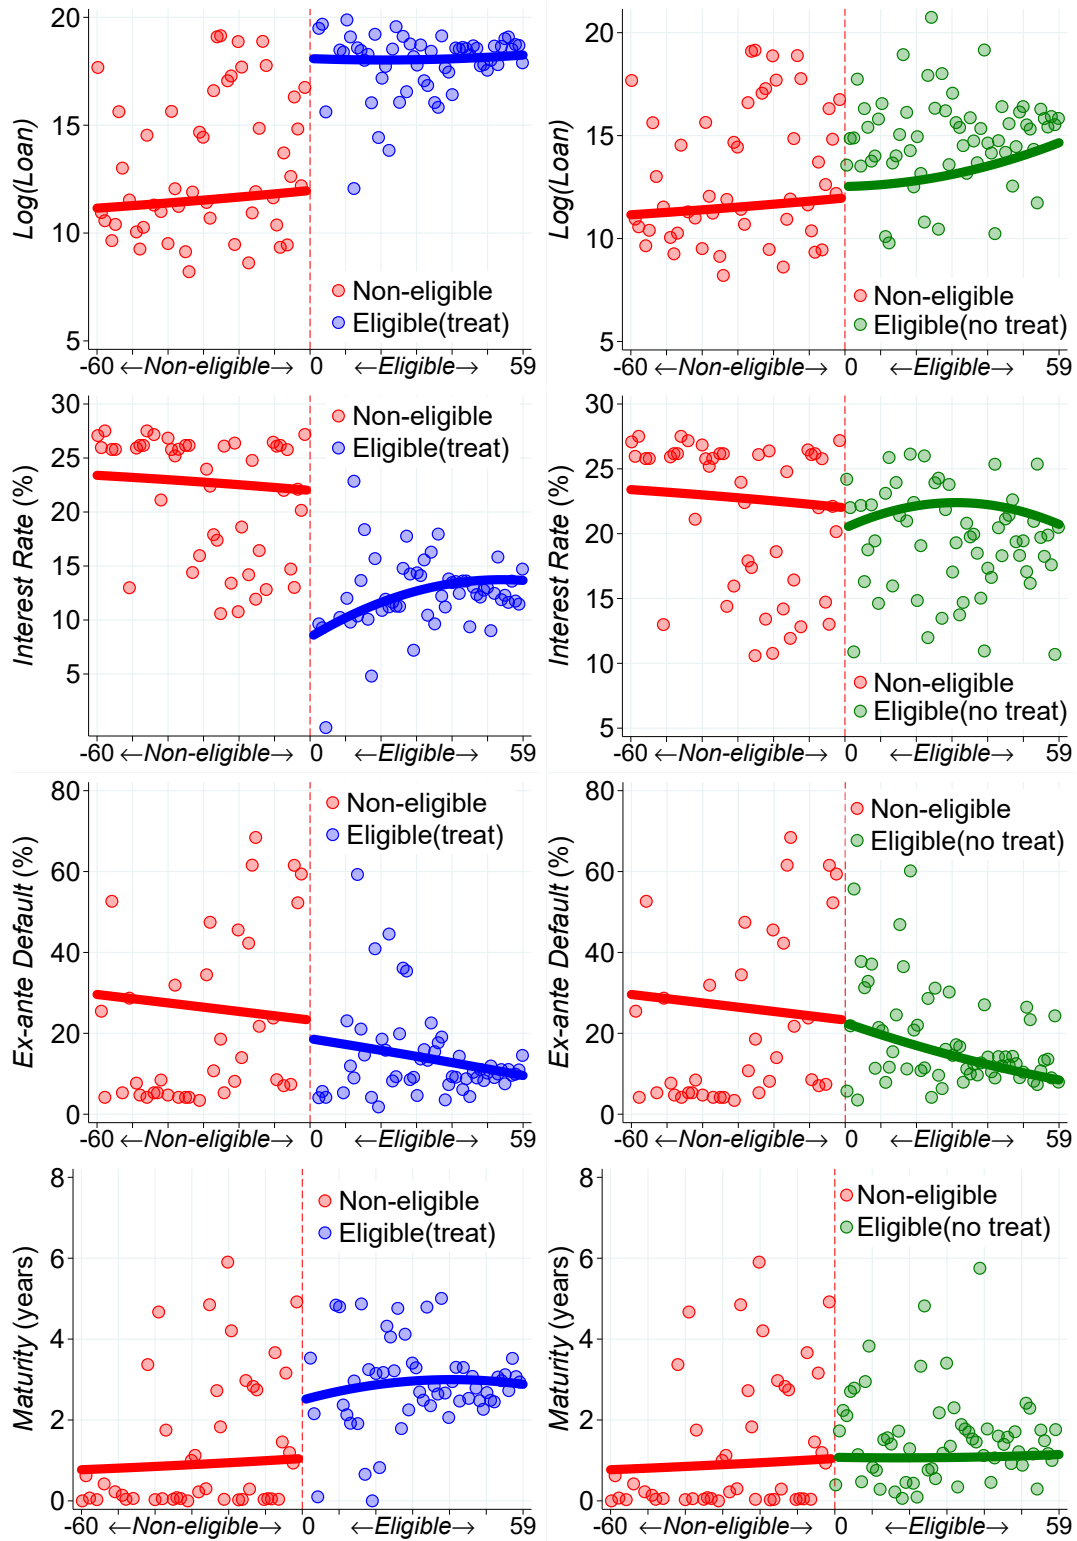 Log(Loan)
20
15
10
5
Non-eligible
Eligible(treat)
-60 ←Non-eligible→ 0 ←Eligible→ 59
Log(Loan)
20
15
10
5
Non-eligible
Eligible(no treat)
-60 ←Non-eligible→ 0 ←Eligible→ 59
Interest Rate (%)
30
25
20
15
10
5
Non-eligible
Eligible(treat)
-60 ←Non-eligible→ 0 ←Eligible→ 59
Interest Rate (%)
30
25
20
15
10
5
Non-eligible
Eligible(no treat)
-60 ←Non-eligible→ 0 ←Eligible→ 59
Ex-ante Default (%)
80
60
40
20
0
Non-eligible
Eligible(treat)
-60 ←Non-eligible→ 0 ←Eligible→ 59
Ex-ante Default (%)
80
60
40
20
0
Non-eligible
Eligible(no treat)
-60 ←Non-eligible→ 0 ←Eligible→ 59
Maturity (years)
8
6
4
2
0
Non-eligible
Eligible(treat)
-60 ←Non-eligible→ 0 ←Eligible→ 59
Maturity (years)
8
6
4
2
0
Non-eligible
Eligible(no treat)
-60 ←Non-eligible→ 0 ←Eligible→ 59